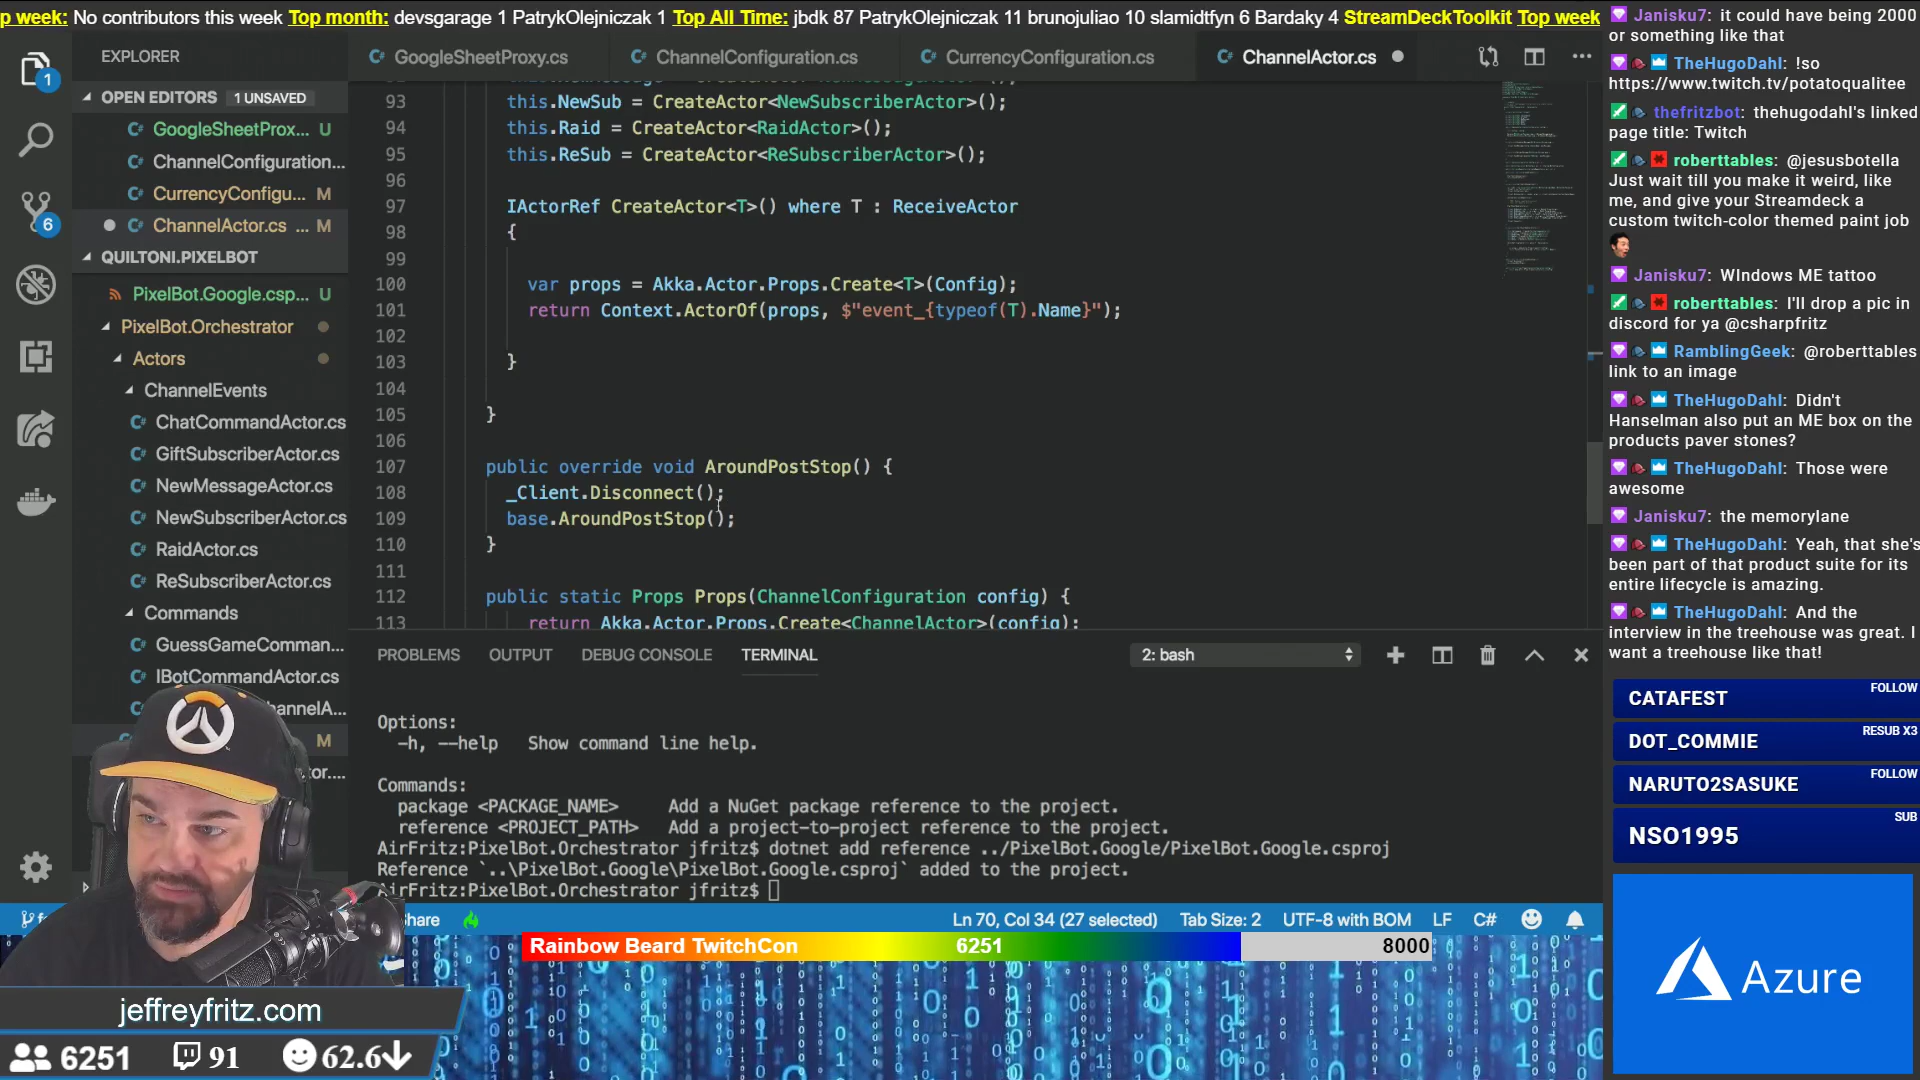 p week: No contributors this week Top month: devsgarage 1 PatrykOlejniczak 1 Top All Time: jbdk 87 PatrykOlejniczak 11 brunojuliao 10 slamidtfyn 6 Bardaky 4 StreamDeckToolkit Top week
EXPLORER
OPEN EDITORS 1 UNSAVED
GoogleSheetProx... U
ChannelConfiguration...
CurrencyConfigu... M
ChannelActor.cs ... M
QUILTONI.PIXELBOT
PixelBot.Google.csp... U
PixelBot.Orchestrator
Actors
ChannelEvents
ChatCommandActor.cs
GiftSubscriberActor.cs
NewMessageActor.cs
NewSubscriberActor.cs
RaidActor.cs
ReSubscriberActor.cs
Commands
GuessGameComman...
IBotCommandActor.cs
annelA...
M
tor....
1
6
GoogleSheetProxy.cs ChannelConfiguration.cs CurrencyConfiguration.cs ChannelActor.cs
93 this.NewSub = CreateActor<NewSubscriberActor>();
94 this.Raid = CreateActor<RaidActor>();
95 this.ReSub = CreateActor<ReSubscriberActor>();
96
97 IActorRef CreateActor<T>() where T : ReceiveActor
98 {
99
100 var props = Akka.Actor.Props.Create<T>(Config);
101 return Context.ActorOf(props, $"event_{typeof(T).Name}");
102
103 }
104
105 }
106
107 public override void AroundPostStop() {
108 _Client.Disconnect();
109 base.AroundPostStop();
110 }
111
112 public static Props Props(ChannelConfiguration config) {
113 return Akka.Actor.Props.Create<ChannelActor>(config);
PROBLEMS OUTPUT DEBUG CONSOLE TERMINAL 2: bash
Options:
-h, --help Show command line help.
Commands:
package <PACKAGE_NAME> Add a NuGet package reference to the project.
reference <PROJECT_PATH> Add a project-to-project reference to the project.
AirFritz:PixelBot.Orchestrator jfritz$ dotnet add reference ../PixelBot.Google/PixelBot.Google.csproj
Reference `..\PixelBot.Google\PixelBot.Google.csproj` added to the project.
AirFritz:PixelBot.Orchestrator jfritz$
hare Ln 70, Col 34 (27 selected) Tab Size: 2 UTF-8 with BOM LF C#
Rainbow Beard TwitchCon 6251 8000
jeffreyfritz.com
6251 91 62.6
Janisku7: it could have being 2000
or something like that
TheHugoDahl: !so
https://www.twitch.tv/potatoqualitee
thefritzbot: thehugodahl's linked
page title: Twitch
roberttables: @jesusbotella
Just wait till you make it weird, like
me, and give your Streamdeck a
custom twitch-color themed paint job
Janisku7: WIndows ME tattoo
roberttables: I'll drop a pic in
discord for ya @csharpfritz
RamblingGeek: @roberttables
link to an image
TheHugoDahl: Didn't
Hanselman also put an ME box on the
products paver stones?
TheHugoDahl: Those were
awesome
Janisku7: the memorylane
TheHugoDahl: Yeah, that she's
been part of that product suite for its
entire lifecycle is amazing.
TheHugoDahl: And the
interview in the treehouse was great. I
want a treehouse like that!
CATAFEST FOLLOW
DOT_COMMIE RESUB X3
NARUTO2SASUKE FOLLOW
NSO1995 SUB
Azure